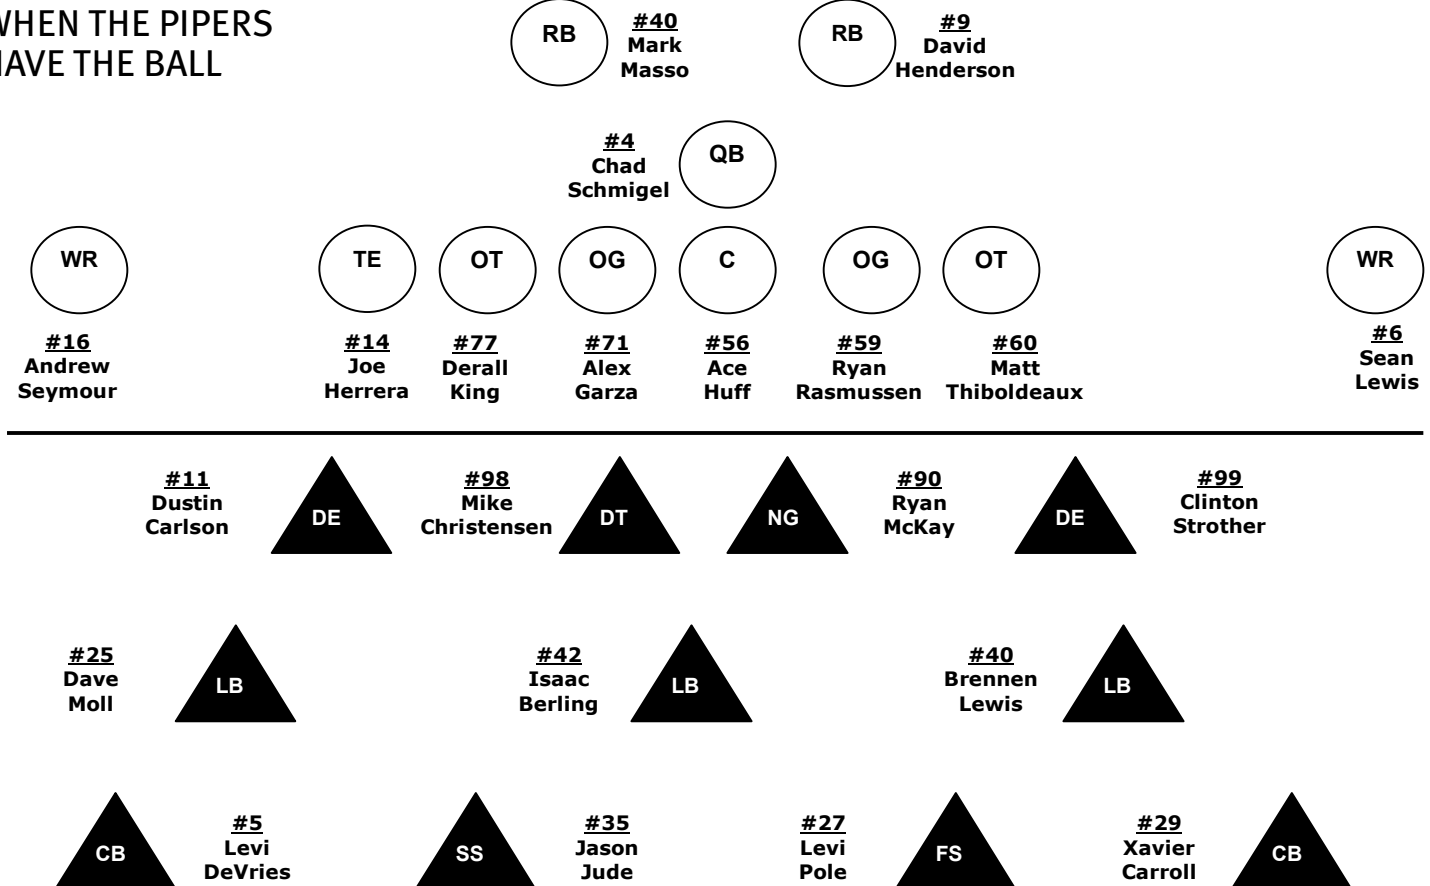 WHEN THE PIPERS
HAVE THE BALL
RB
#40
Mark
Masso
RB
#9
David
Henderson
#4
Chad
Schmigel
QB
WR
TE
OT
OG
C
OG
OT
WR
#16
Andrew
Seymour
#14
Joe
Herrera
#77
Derall
King
#71
Alex
Garza
#56
Ace
Huff
#59
Ryan
Rasmussen
#60
Matt
Thiboldeaux
#6
Sean
Lewis
#11
Dustin
Carlson
DE
#98
Mike
Christensen
DT
NG
#90
Ryan
McKay
DE
#99
Clinton
Strother
#25
Dave
Moll
LB
#42
Isaac
Berling
LB
#40
Brennen
Lewis
LB
CB
#5
Levi
DeVries
SS
#35
Jason
Jude
#27
Levi
Pole
FS
#29
Xavier
Carroll
CB